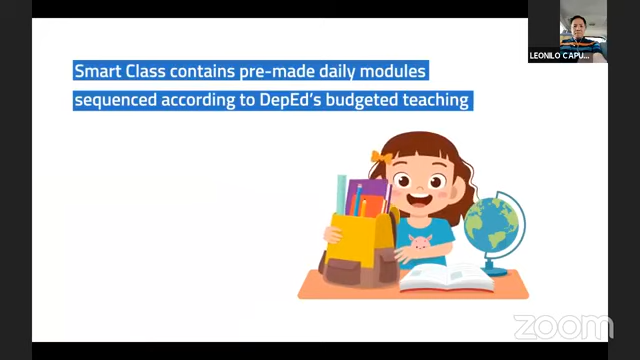 LEONILO CAPU...
Smart Class contains pre-made daily modules
sequenced according to DepEd's budgeted teaching
zoom